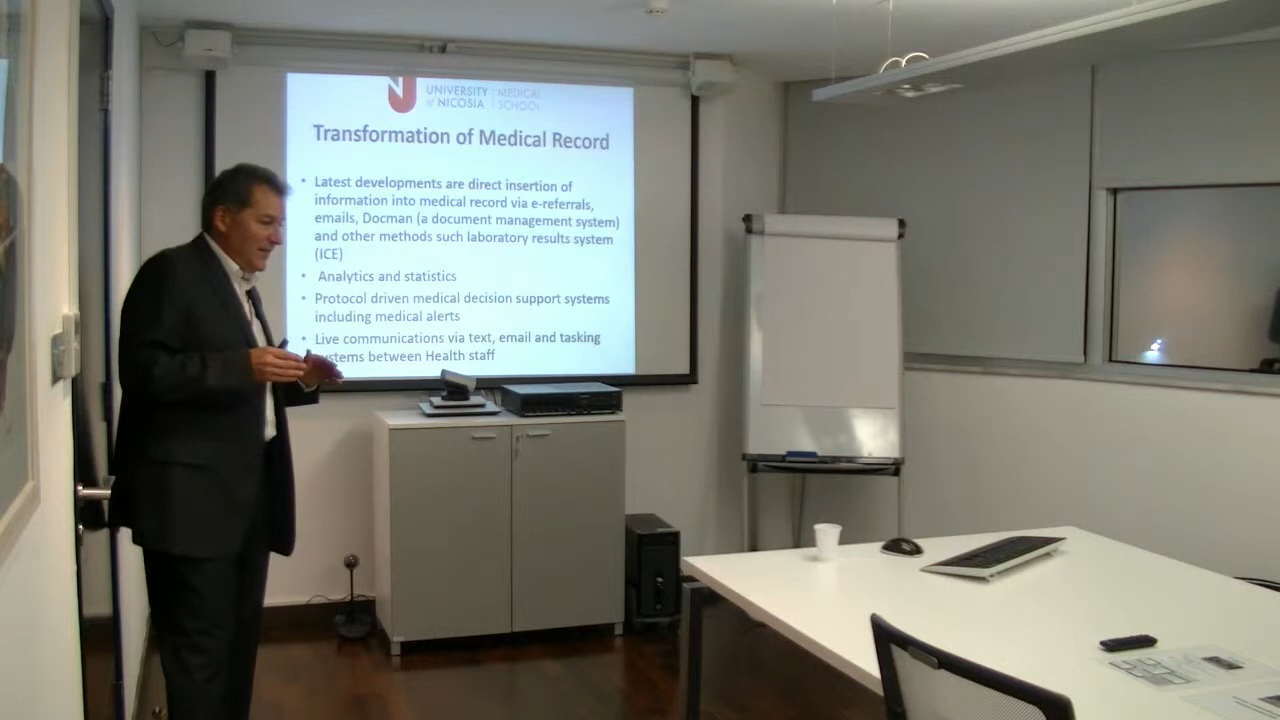 UNIVERSITY MEDICAL
of NICOSIA SCHOOL
Transformation of Medical Record
• Latest developments are direct insertion of
information into medical record via e-referrals,
emails, Docman (a document management system)
and other methods such laboratory results system
(ICE)
• Analytics and statistics
• Protocol driven medical decision support systems
including medical alerts
• Live communications via text, email and tasking
between Health staff